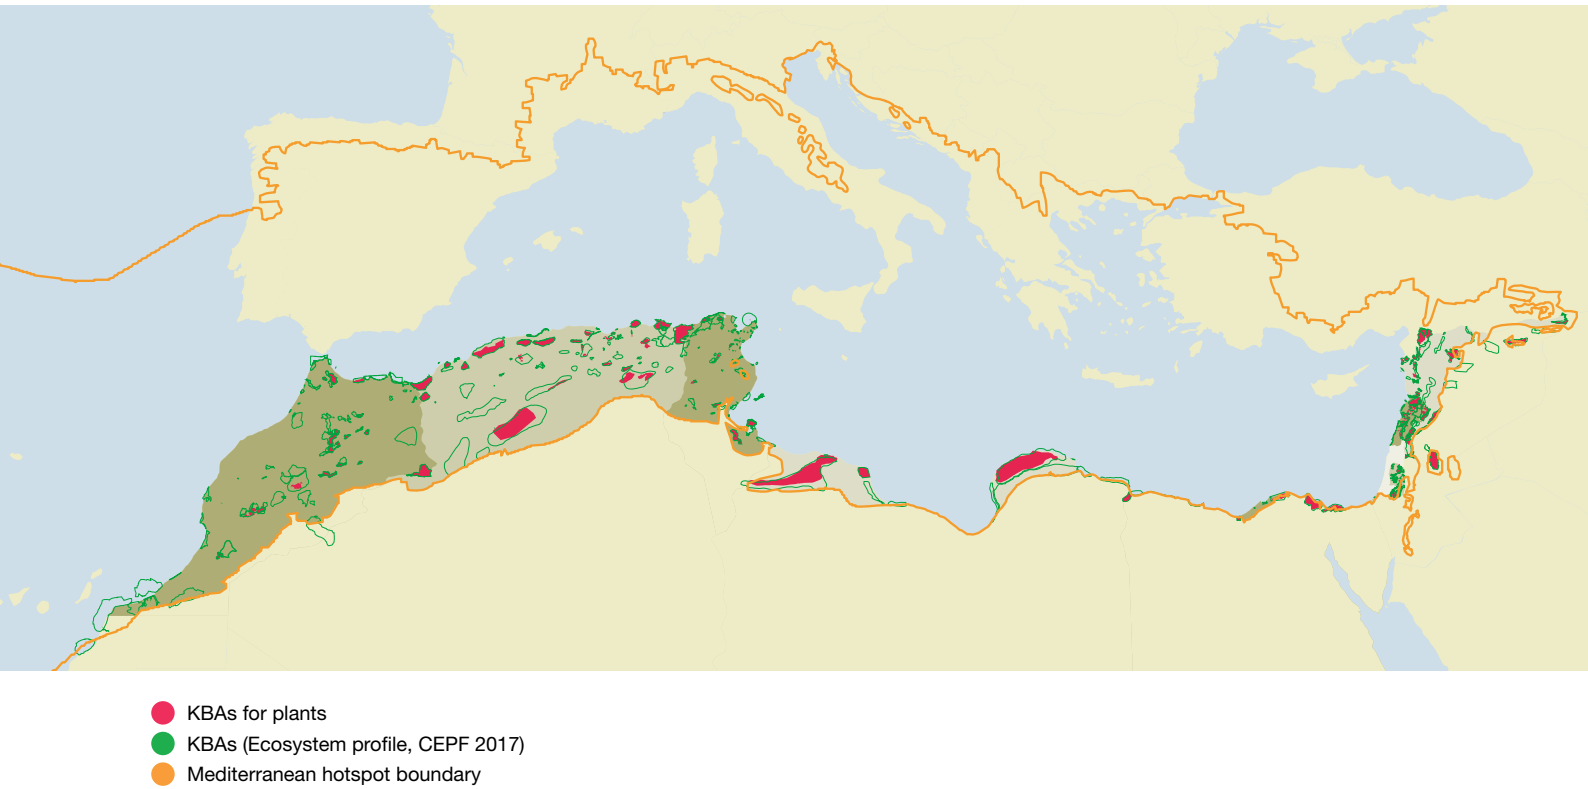 KBAs for plants
KBAs (Ecosystem profile, CEPF 2017)
Mediterranean hotspot boundary